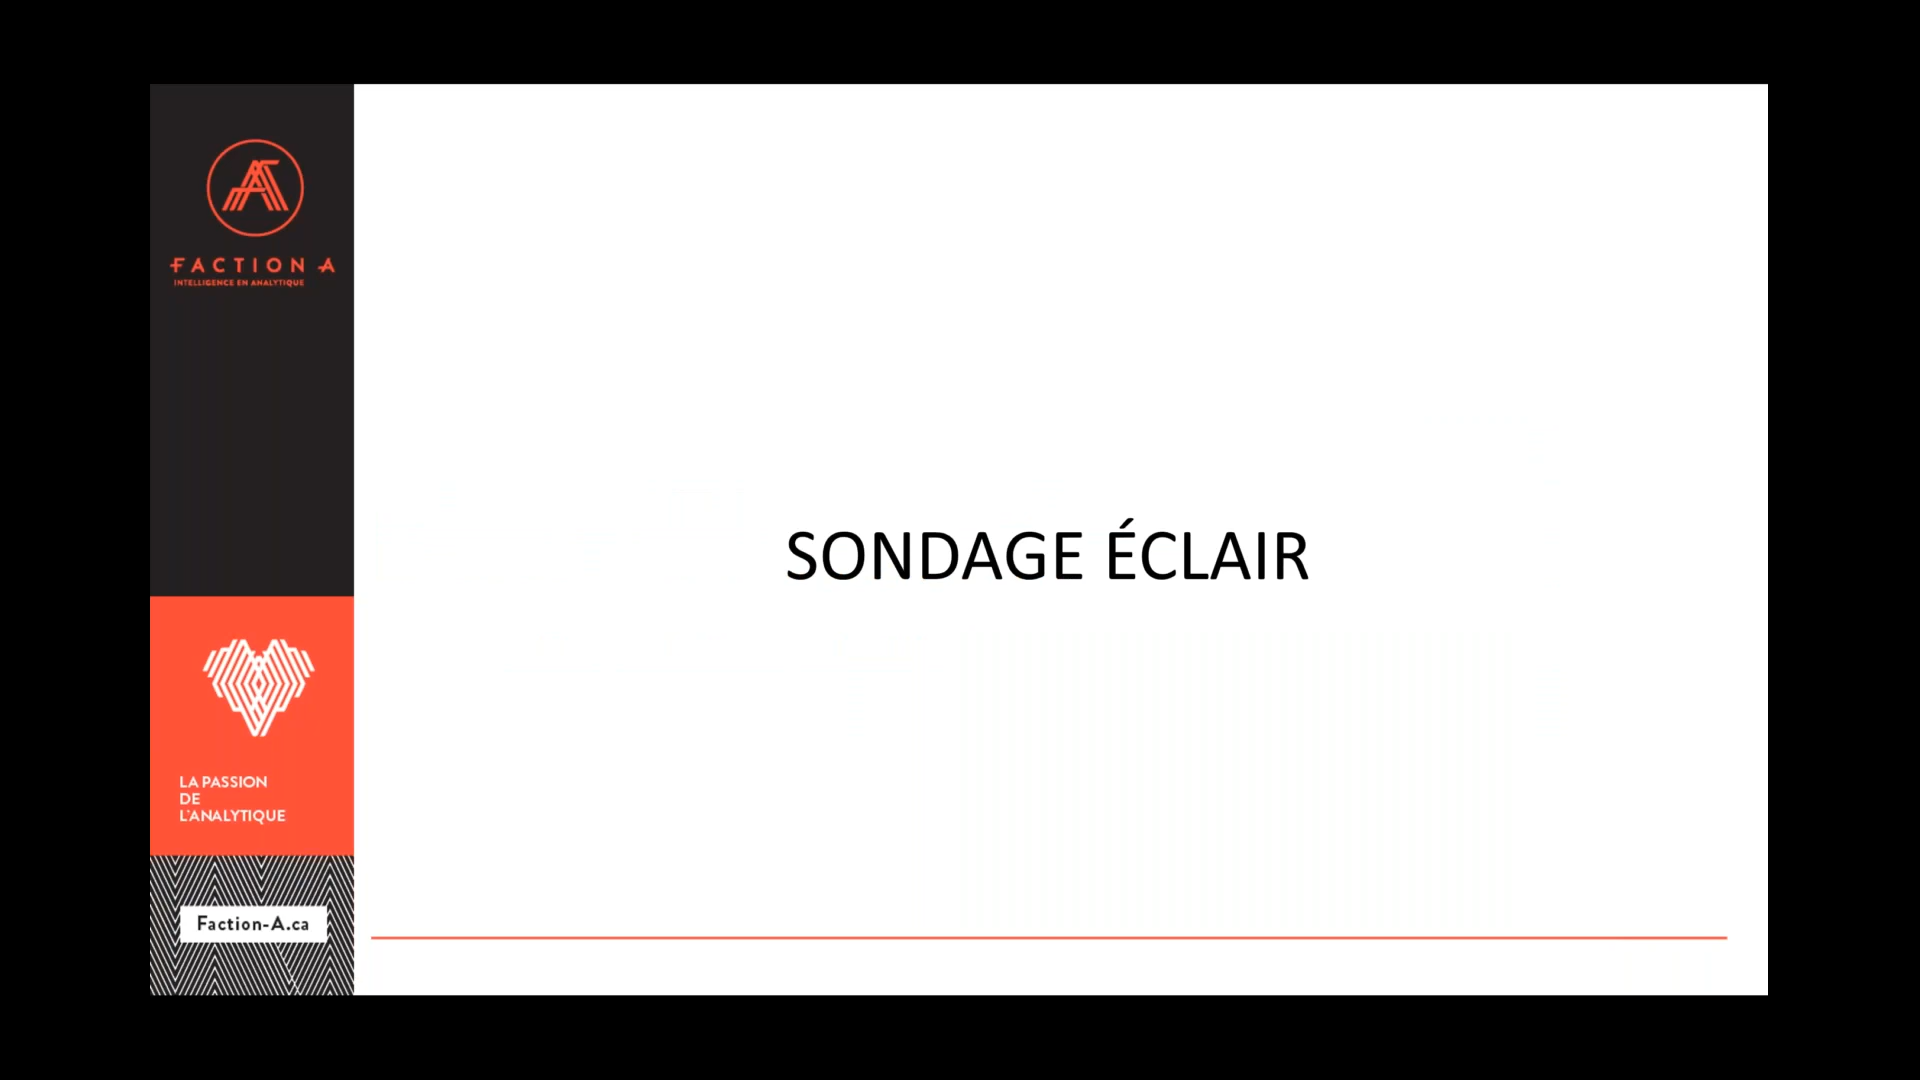 FACTION A
INTELLIGENCE EN ANALYTIQUE
SONDAGE ÉCLAIR
LA PASSION
DE
L'ANALYTIQUE
Faction-A.ca